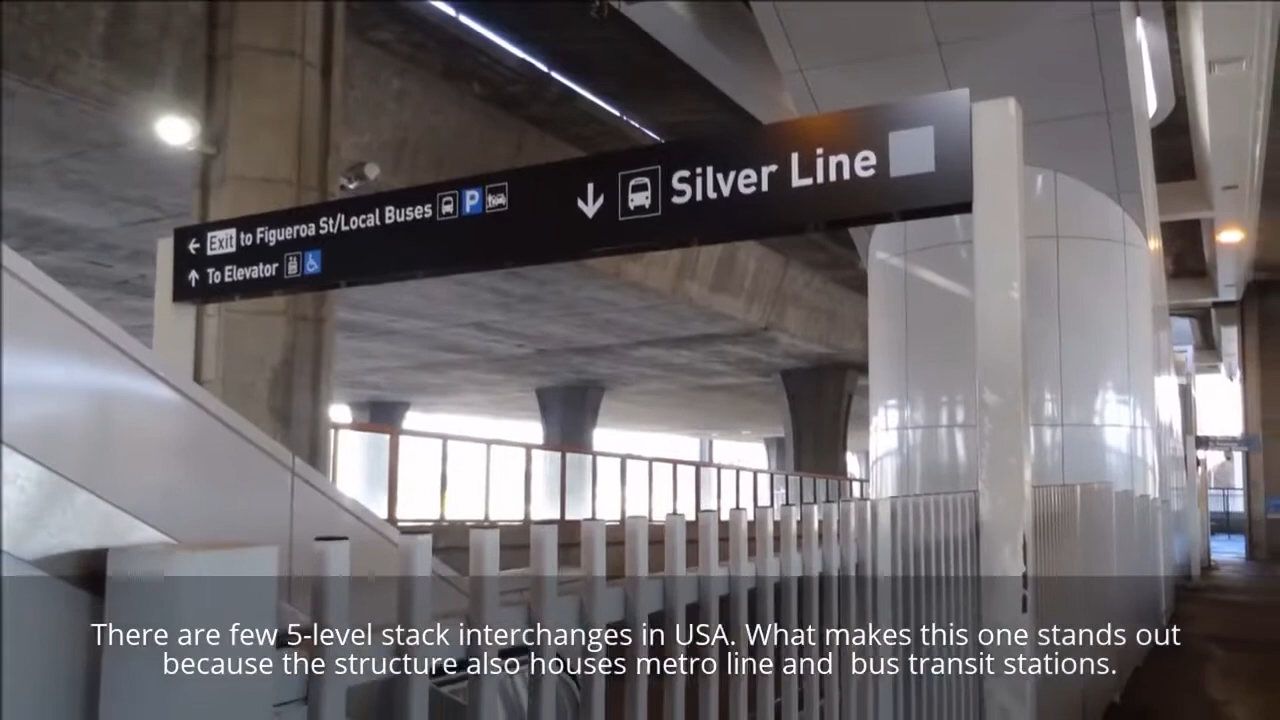 ← Exit to Figueroa St/Local Buses P
↑ To Elevator
↓ Silver Line
There are few 5-level stack interchanges in USA. What makes this one stands out
because the structure also houses metro line and  bus transit stations.